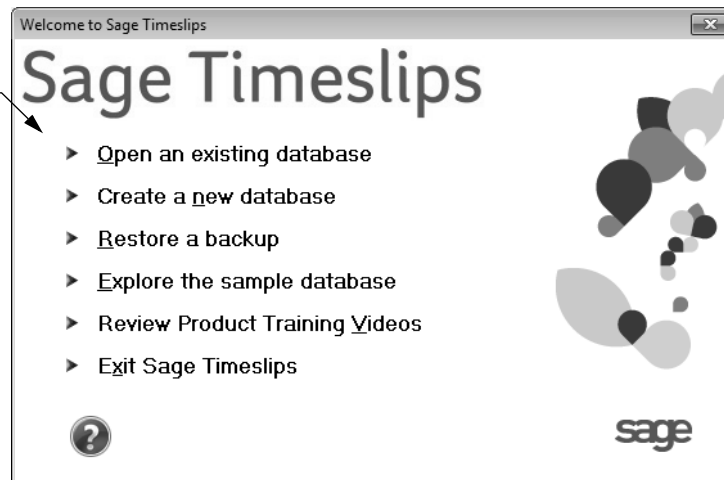 Welcome to Sage Timeslips
Sage Timeslips
Open an existing database
Create a new database
Restore a backup
Explore the sample database
Review Product Training Videos
Exit Sage Timeslips
?
sage